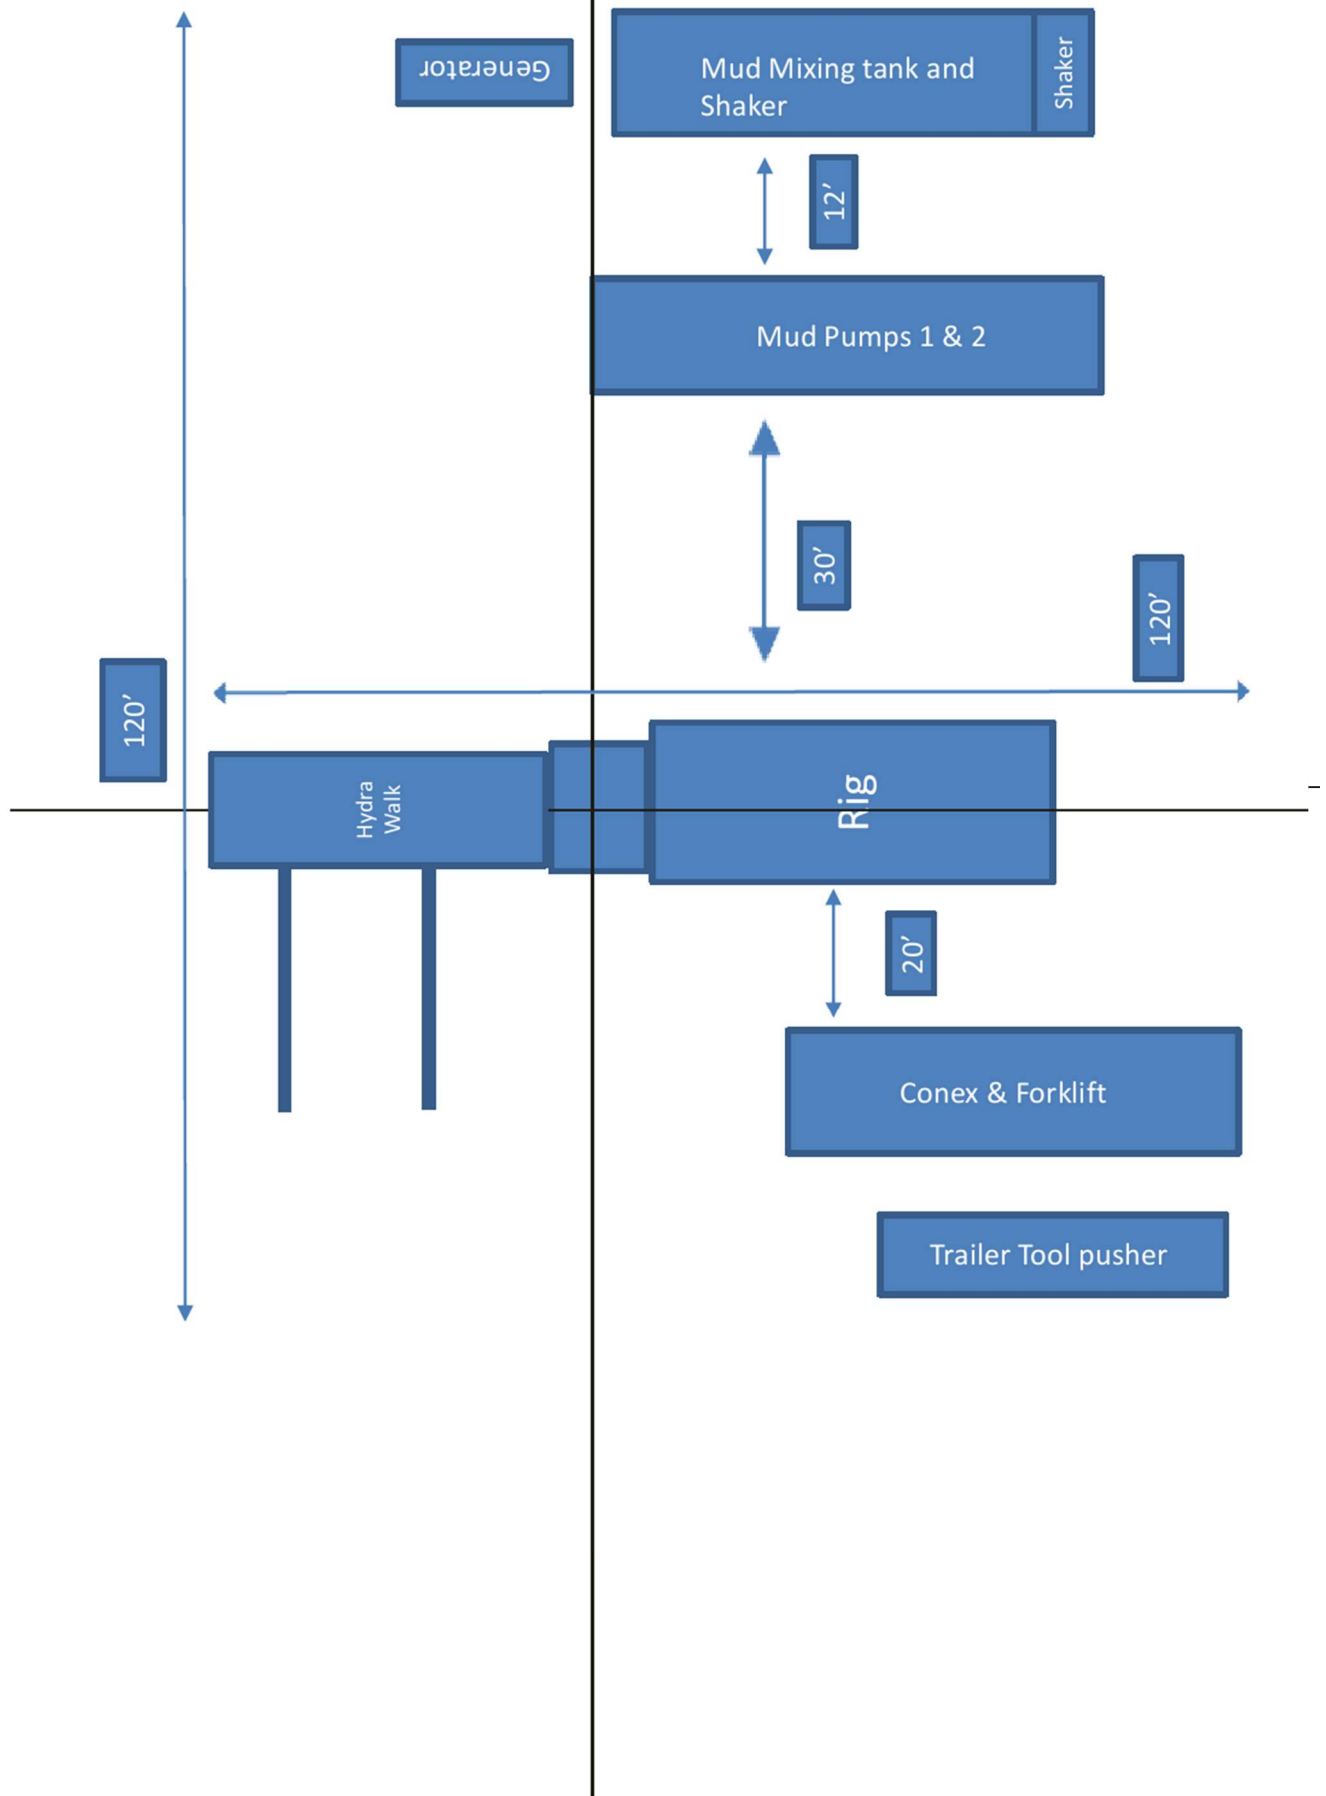 Generator
Mud Mixing tank and
Shaker
Shaker
12’
Mud Pumps 1 & 2
30’
120’
120’
Hydra
Walk
Rig
20’
Conex & Forklift
Trailer Tool pusher